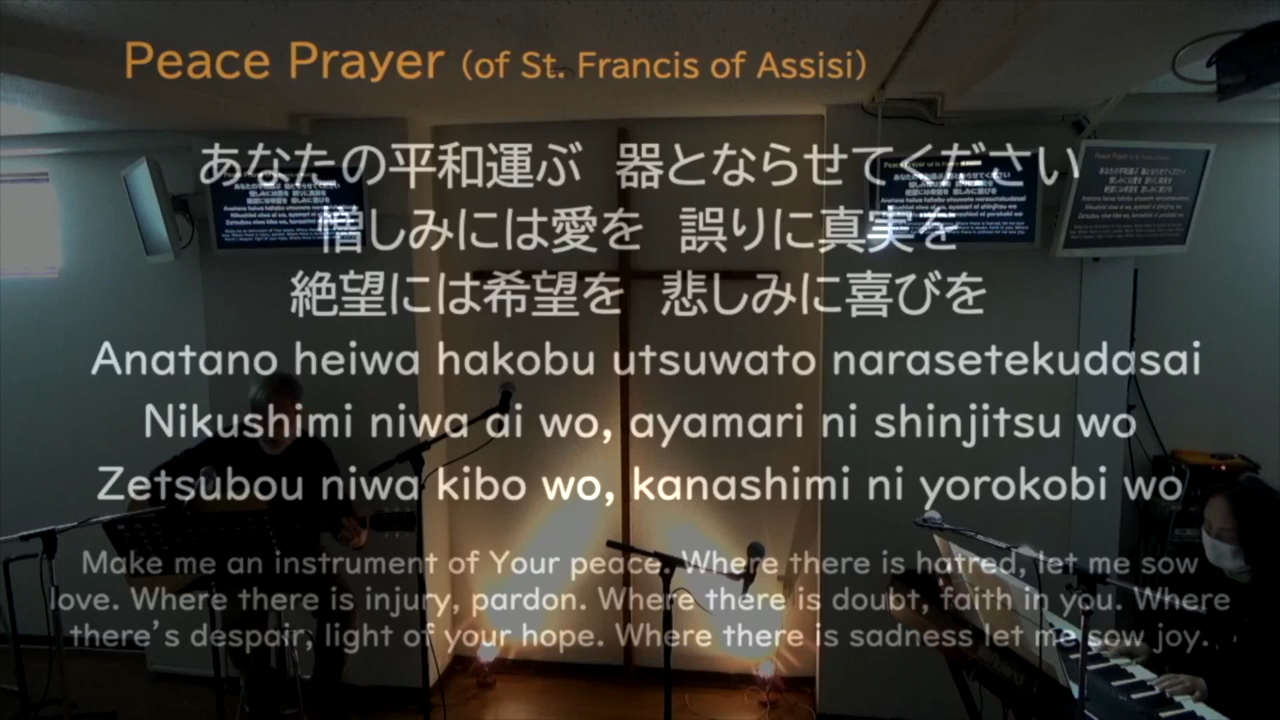 Peace Prayer (of St. Francis of Assisi)
あなたの平和運ぶ 器とならせてください
憎しみには愛を 誤りに真実を
絶望には希望を 悲しみに喜びを
Anatano heiwa hakobu utsuwato narasetekudasai
Nikushimi niwa ai wo, ayamari ni shinjitsu wo
Zetsubou niwa kibo wo, kanashimi ni yorokobi wo
Make me an instrument of Your peace. Where there is hatred, let me sow
love. Where there is injury, pardon. Where there is doubt, faith in you. Where
there's despair, light of your hope. Where there is sadness let me sow joy.